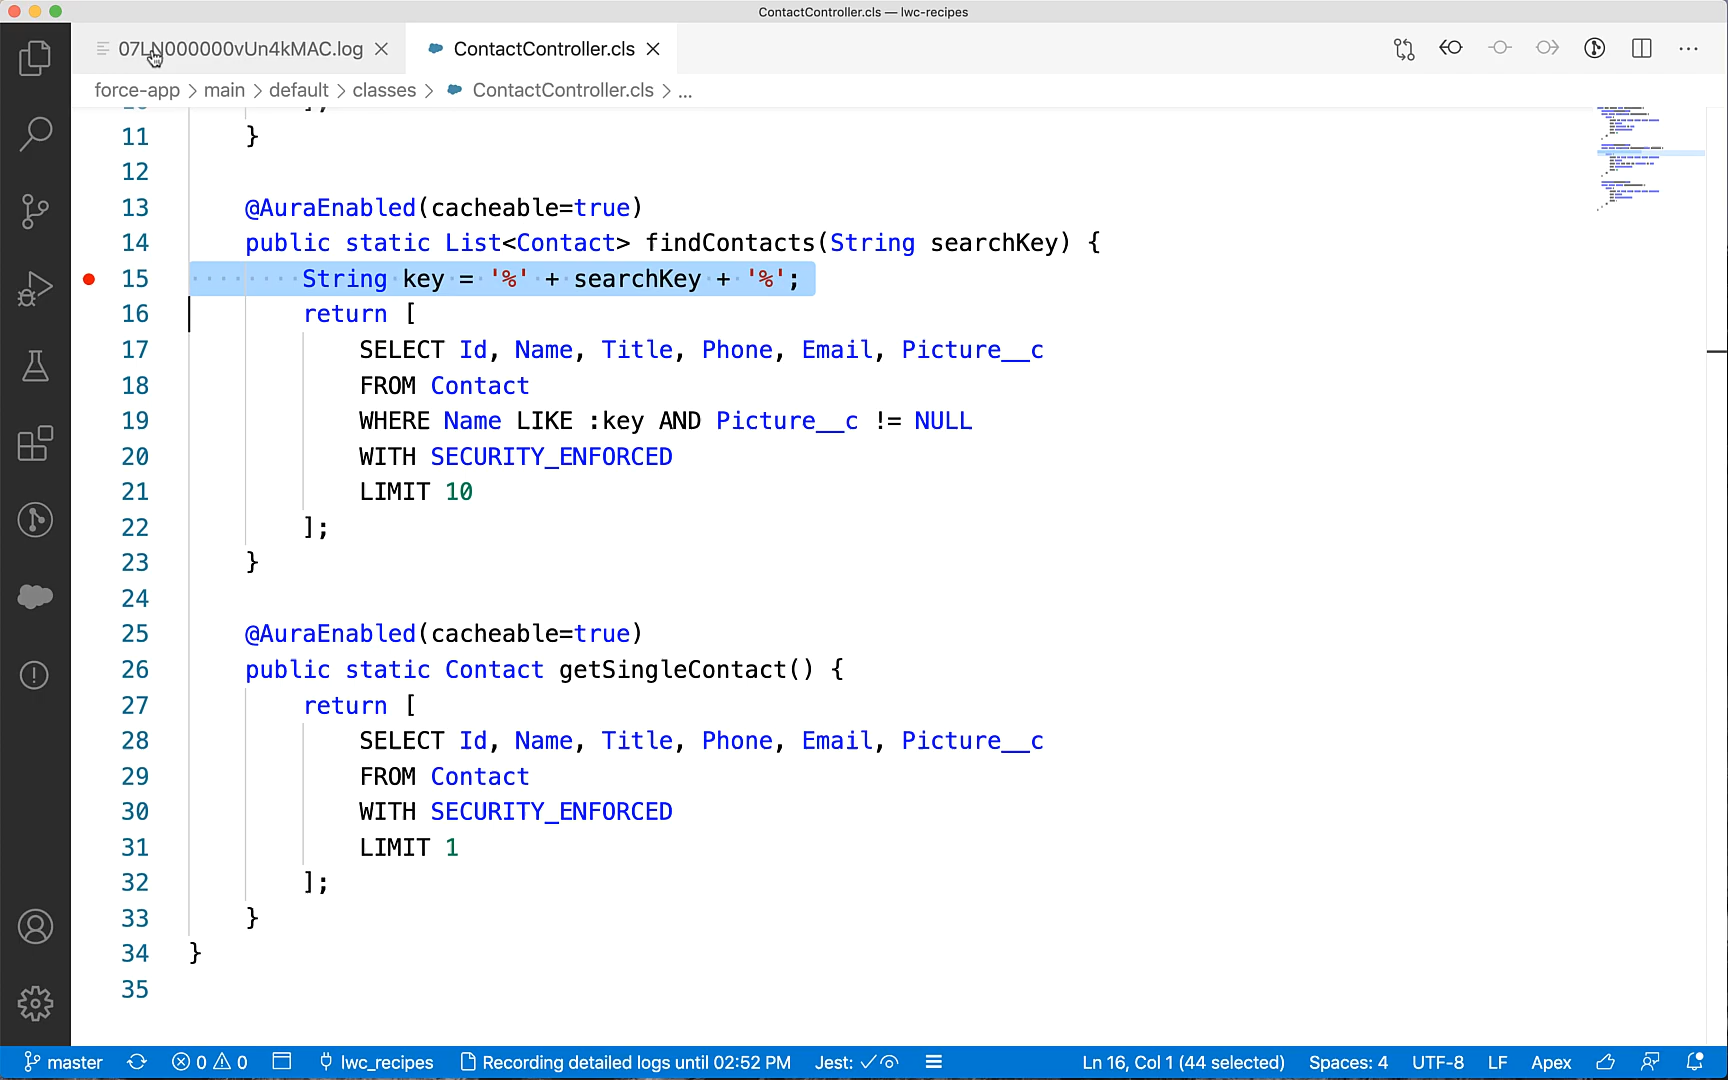 ContactController.cls — lwc-recipes
07LN000000vUn4kMAC.log
ContactController.cls
force-app > main > default > classes > ContactController.cls > ...
11 }
12
13 @AuraEnabled(cacheable=true)
14 public static List<Contact> findContacts(String searchKey) {
15 String key = '%' + searchKey + '%';
16 return [
17 SELECT Id, Name, Title, Phone, Email, Picture__c
18 FROM Contact
19 WHERE Name LIKE :key AND Picture__c != NULL
20 WITH SECURITY_ENFORCED
21 LIMIT 10
22 ];
23 }
24
25 @AuraEnabled(cacheable=true)
26 public static Contact getSingleContact() {
27 return [
28 SELECT Id, Name, Title, Phone, Email, Picture__c
29 FROM Contact
30 WITH SECURITY_ENFORCED
31 LIMIT 1
32 ];
33 }
34 }
35
master 0 0 lwc_recipes Recording detailed logs until 02:52 PM Jest: Ln 16, Col 1 (44 selected) Spaces: 4 UTF-8 LF Apex